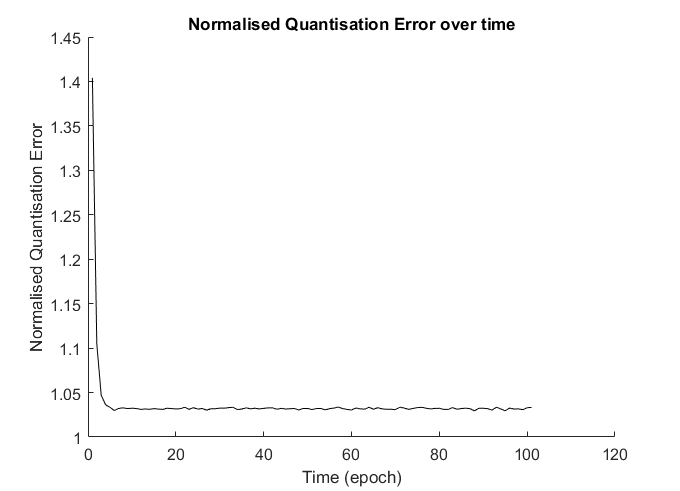 Normalised Quantisation Error over time
1.45
1.4
1.35
1.3
1.25
1.2
1.15
1.1
1.05
1
Normalised Quantisation Error
0 20 40 60 80 100 120
Time (epoch)